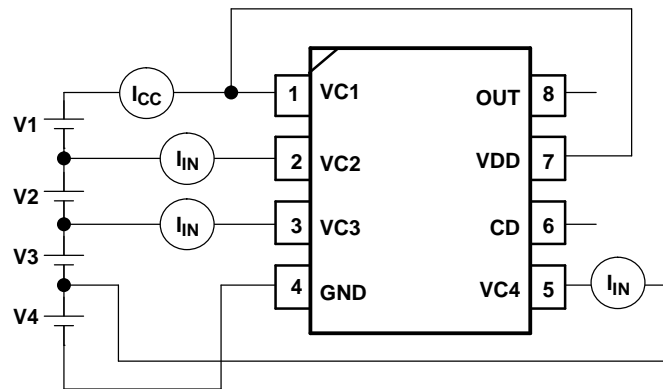 ICC
1 VC1 OUT 8
V1
IIN 2 VC2 VDD 7
V2
IIN 3 VC3 CD 6
V3
4 GND VC4 5 IIN
V4